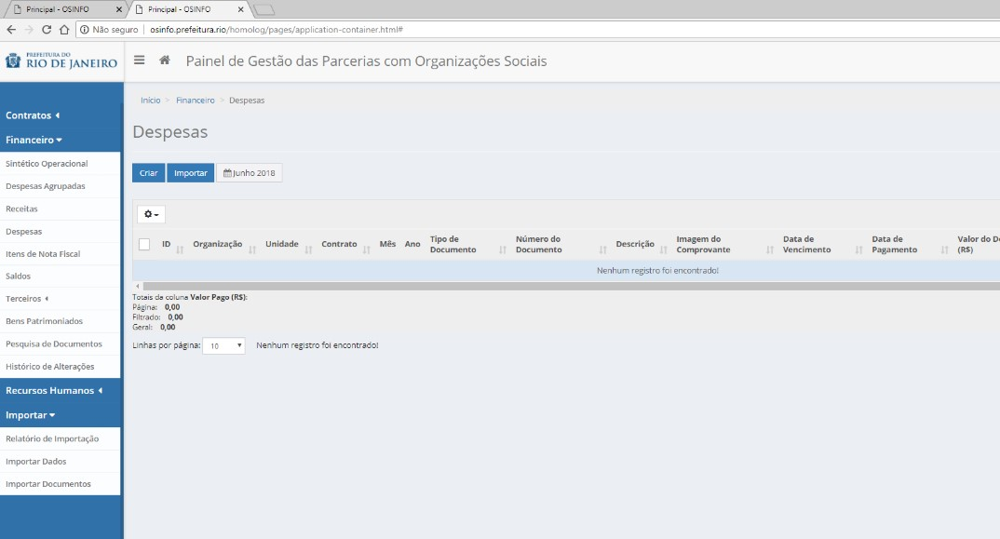 Principal - OSINFO
Principal - OSINFO
Não seguro | osinfo.prefeitura.rio/homolog/pages/application-container.html#
PREFEITURA DO
RIO DE JANEIRO
Painel de Gestão das Parcerias com Organizações Sociais
Contratos
Financeiro
Sintético Operacional
Despesas Agrupadas
Receitas
Despesas
Itens de Nota Fiscal
Saldos
Terceiros
Bens Patrimoniados
Pesquisa de Documentos
Histórico de Alterações
Recursos Humanos
Importar
Relatório de Importação
Importar Dados
Importar Documentos
Início > Financeiro > Despesas
Despesas
Criar Importar Junho 2018
ID Organização Unidade Contrato Mês Ano Tipo de Documento Número do Documento Descrição Imagem do Comprovante Data de Vencimento Data de Pagamento Valor do D (R$)
Nenhum registro foi encontrado!
Totais da coluna Valor Pago (R$):
Página: 0,00
Filtrado: 0,00
Geral: 0,00
Linhas por página: 10 Nenhum registro foi encontrado!